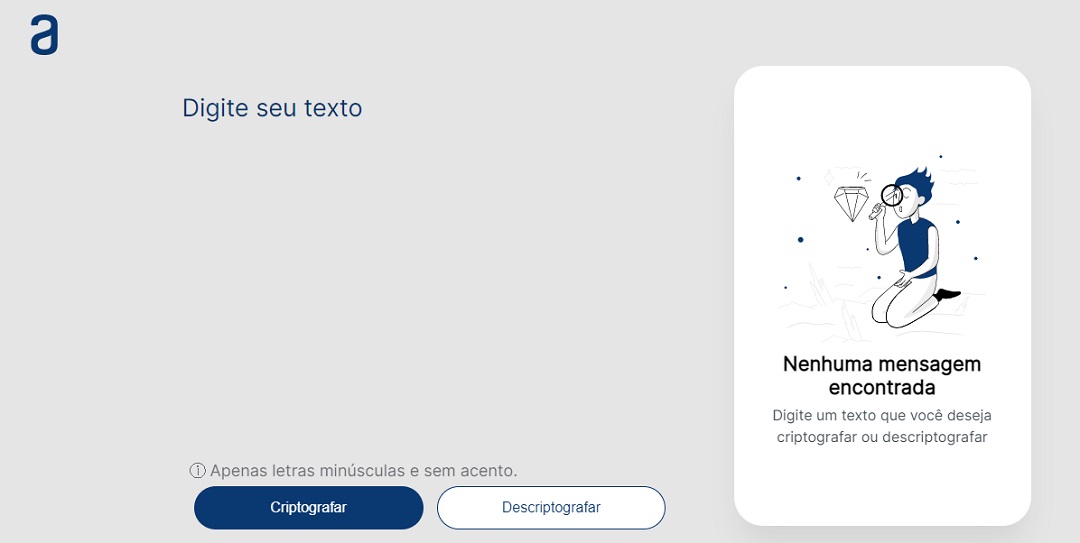 a
Digite seu texto
Nenhuma mensagem
encontrada
Digite um texto que você deseja
criptografar ou descriptografar
Apenas letras minúsculas e sem acento.
Criptografar
Descriptografar